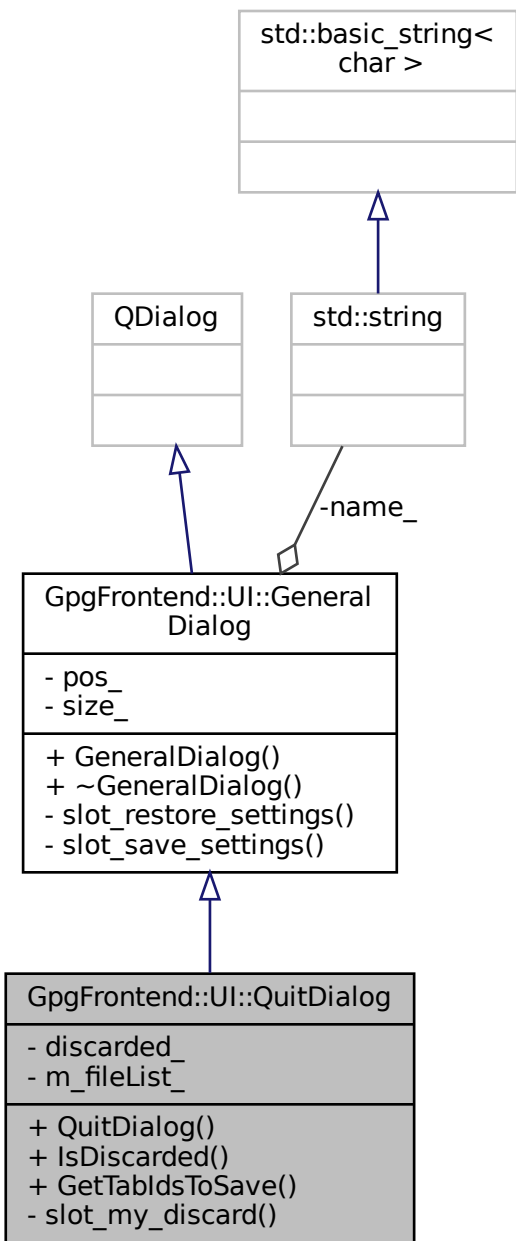 std::basic_string<
char >
QDialog
std::string
-name_
GpgFrontend::UI::General
Dialog
- pos_
- size_
+ GeneralDialog()
+ ~GeneralDialog()
- slot_restore_settings()
- slot_save_settings()
GpgFrontend::UI::QuitDialog
- discarded_
- m_fileList_
+ QuitDialog()
+ IsDiscarded()
+ GetTabIdsToSave()
- slot_my_discard()